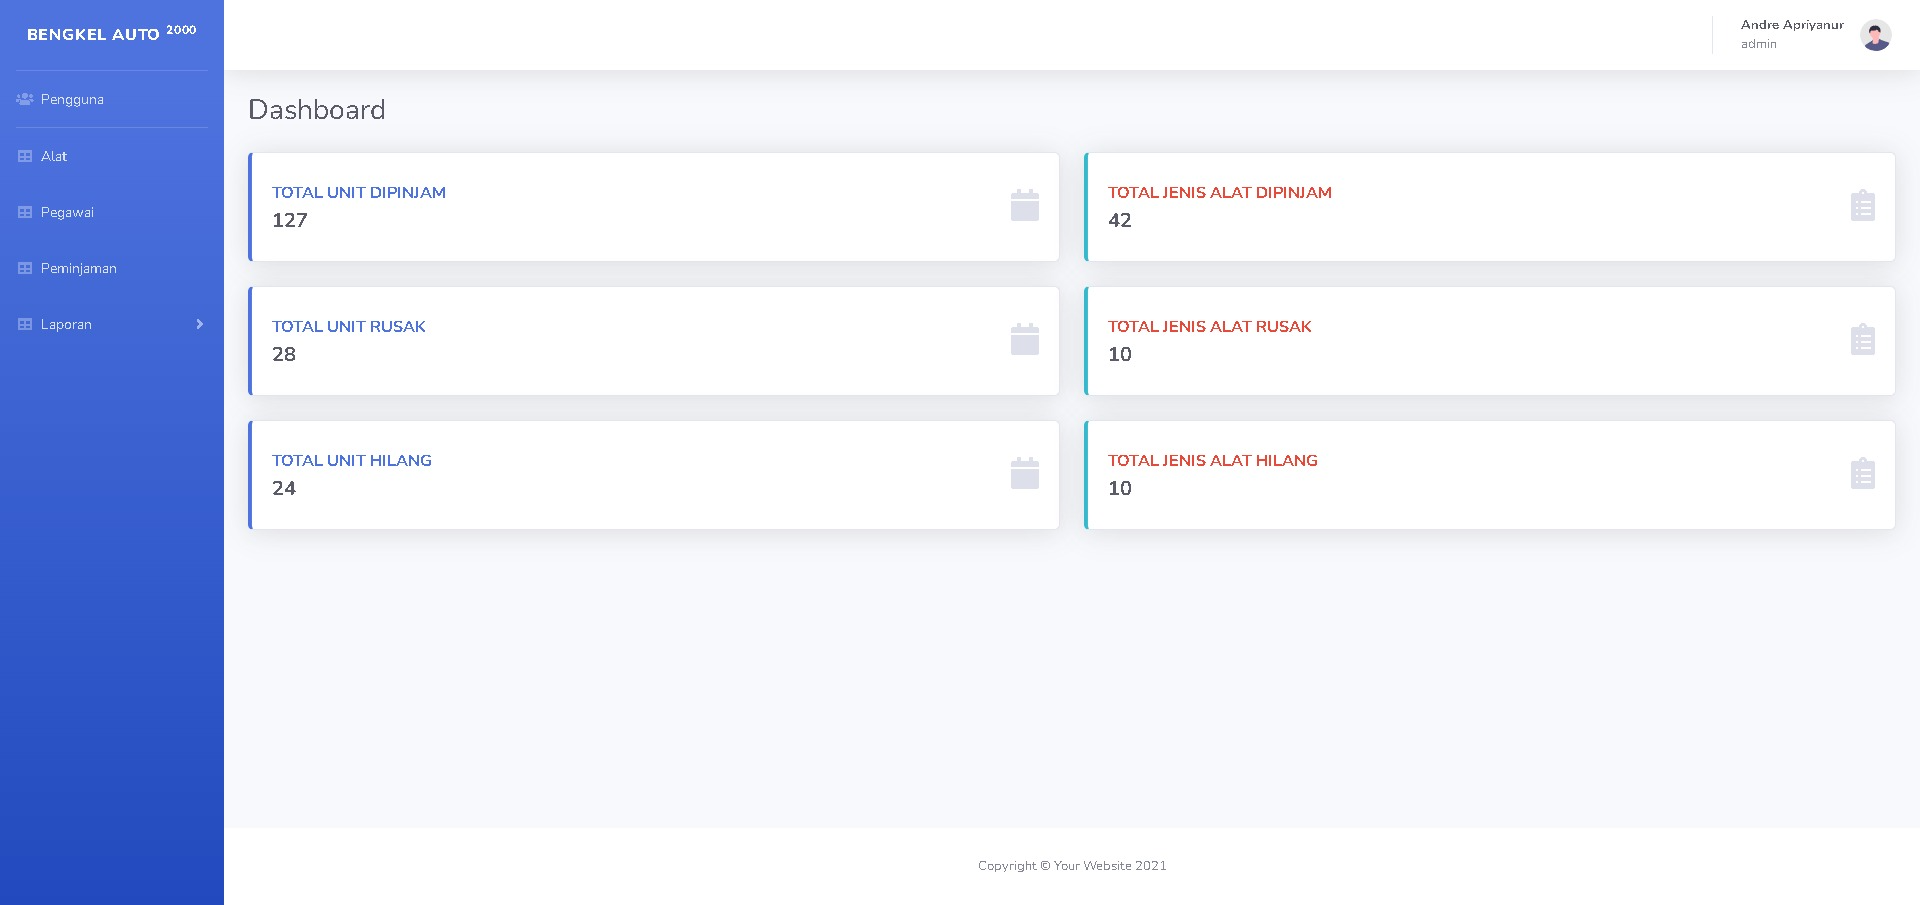 BENGKEL AUTO 2000
Pengguna
Alat
Pegawai
Peminjaman
Laporan
Andre Apriyanur
admin
Dashboard
TOTAL UNIT DIPINJAM
127
TOTAL JENIS ALAT DIPINJAM
42
TOTAL UNIT RUSAK
28
TOTAL JENIS ALAT RUSAK
10
TOTAL UNIT HILANG
24
TOTAL JENIS ALAT HILANG
10
Copyright © Your Website 2021